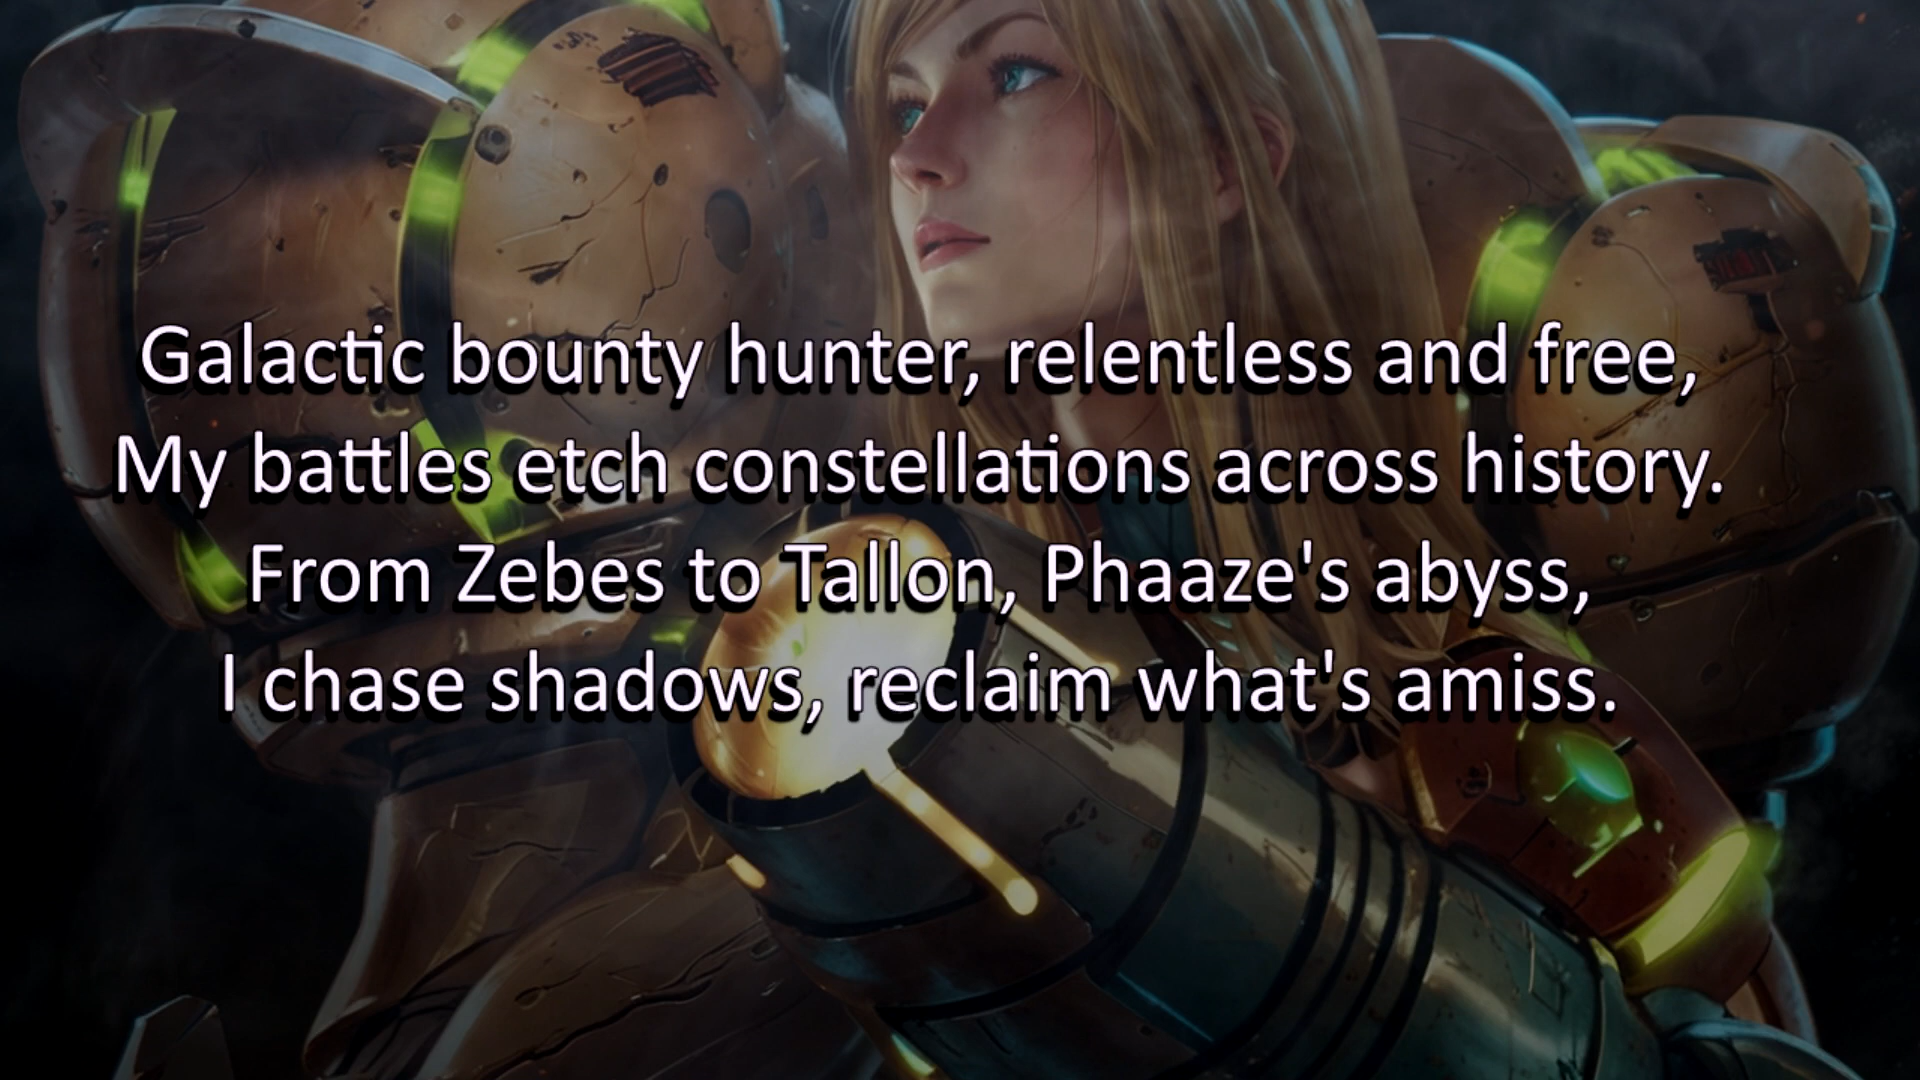 Galactic bounty hunter, relentless and free,
My battles etch constellations across history.
From Zebes to Tallon, Phaaze's abyss,
I chase shadows, reclaim what's amiss.